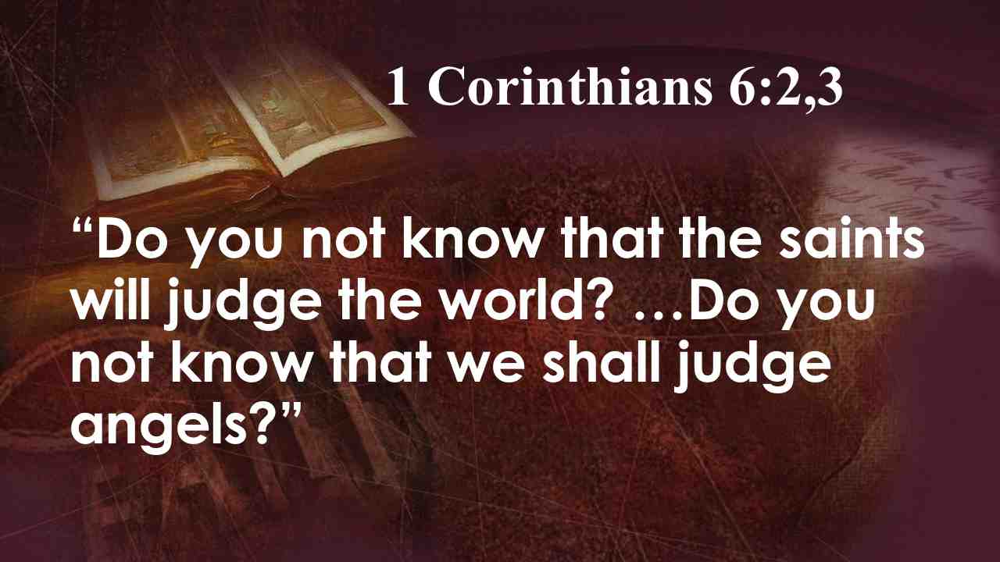 1 Corinthians 6:2,3
“Do you not know that the saints
will judge the world? …Do you
not know that we shall judge
angels?”